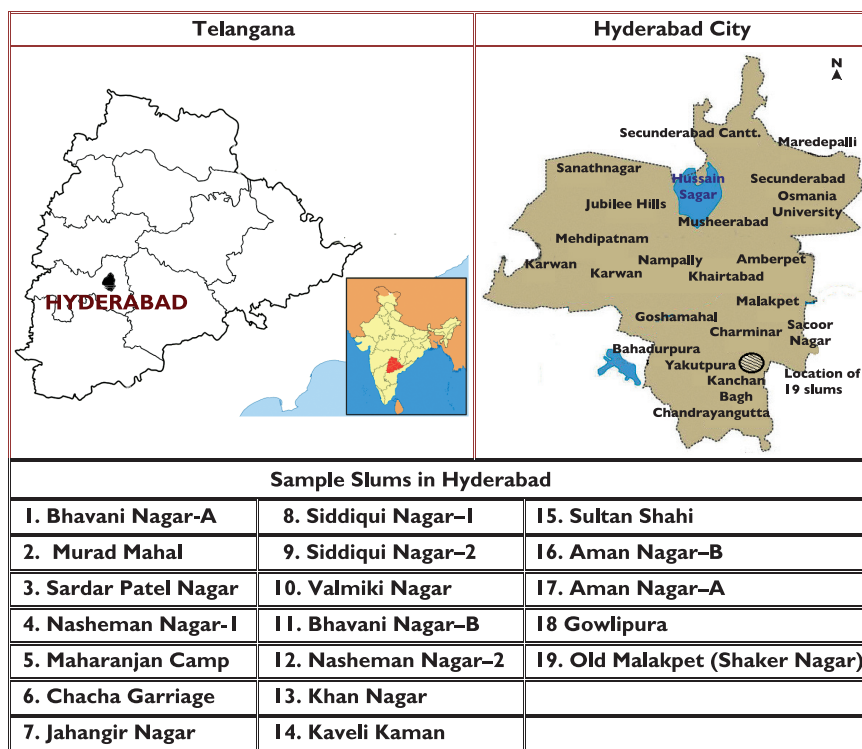 Telangana
Hyderabad City
HYDERABAD
N
Secunderabad Cantt.
Maredepalli
Sanathnagar
Hussain
Sagar
Secunderabad
Osmania
University
Jubilee Hills
Musheerabad
Mehdipatnam
Karwan
Karwan
Nampally
Amberpet
Khairtabad
Malakpet
Goshamahal
Charminar
Sacoor
Nagar
Bahadurpura
Yakutpura
Kanchan
Bagh
Location of
19 slums
Chandrayangutta
Sample Slums in Hyderabad
1. Bhavani Nagar-A
8. Siddiqui Nagar–1
15. Sultan Shahi
2. Murad Mahal
9. Siddiqui Nagar–2
16. Aman Nagar–B
3. Sardar Patel Nagar
10. Valmiki Nagar
17. Aman Nagar–A
4. Nasheman Nagar-1
11. Bhavani Nagar–B
18 Gowlipura
5. Maharanjan Camp
12. Nasheman Nagar–2
19. Old Malakpet (Shaker Nagar)
6. Chacha Garriage
13. Khan Nagar
7. Jahangir Nagar
14. Kaveli Kaman